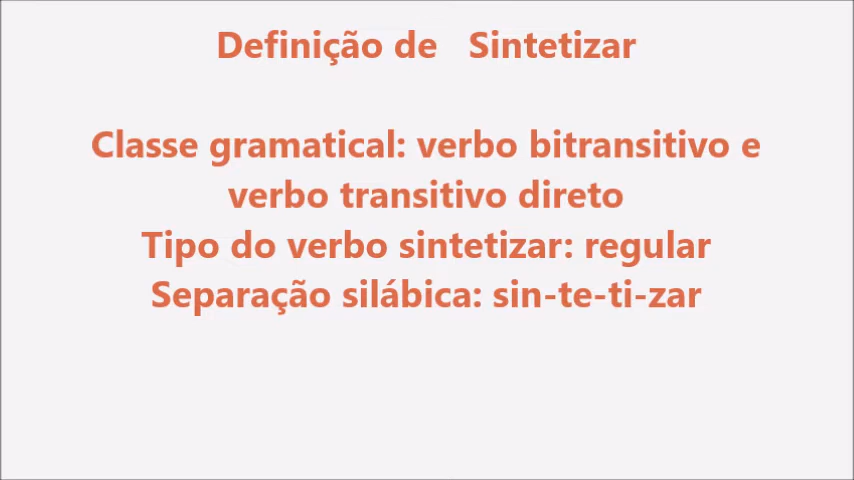 Definição de Sintetizar
Classe gramatical: verbo bitransitivo e
verbo transitivo direto
Tipo do verbo sintetizar: regular
Separação silábica: sin-te-ti-zar